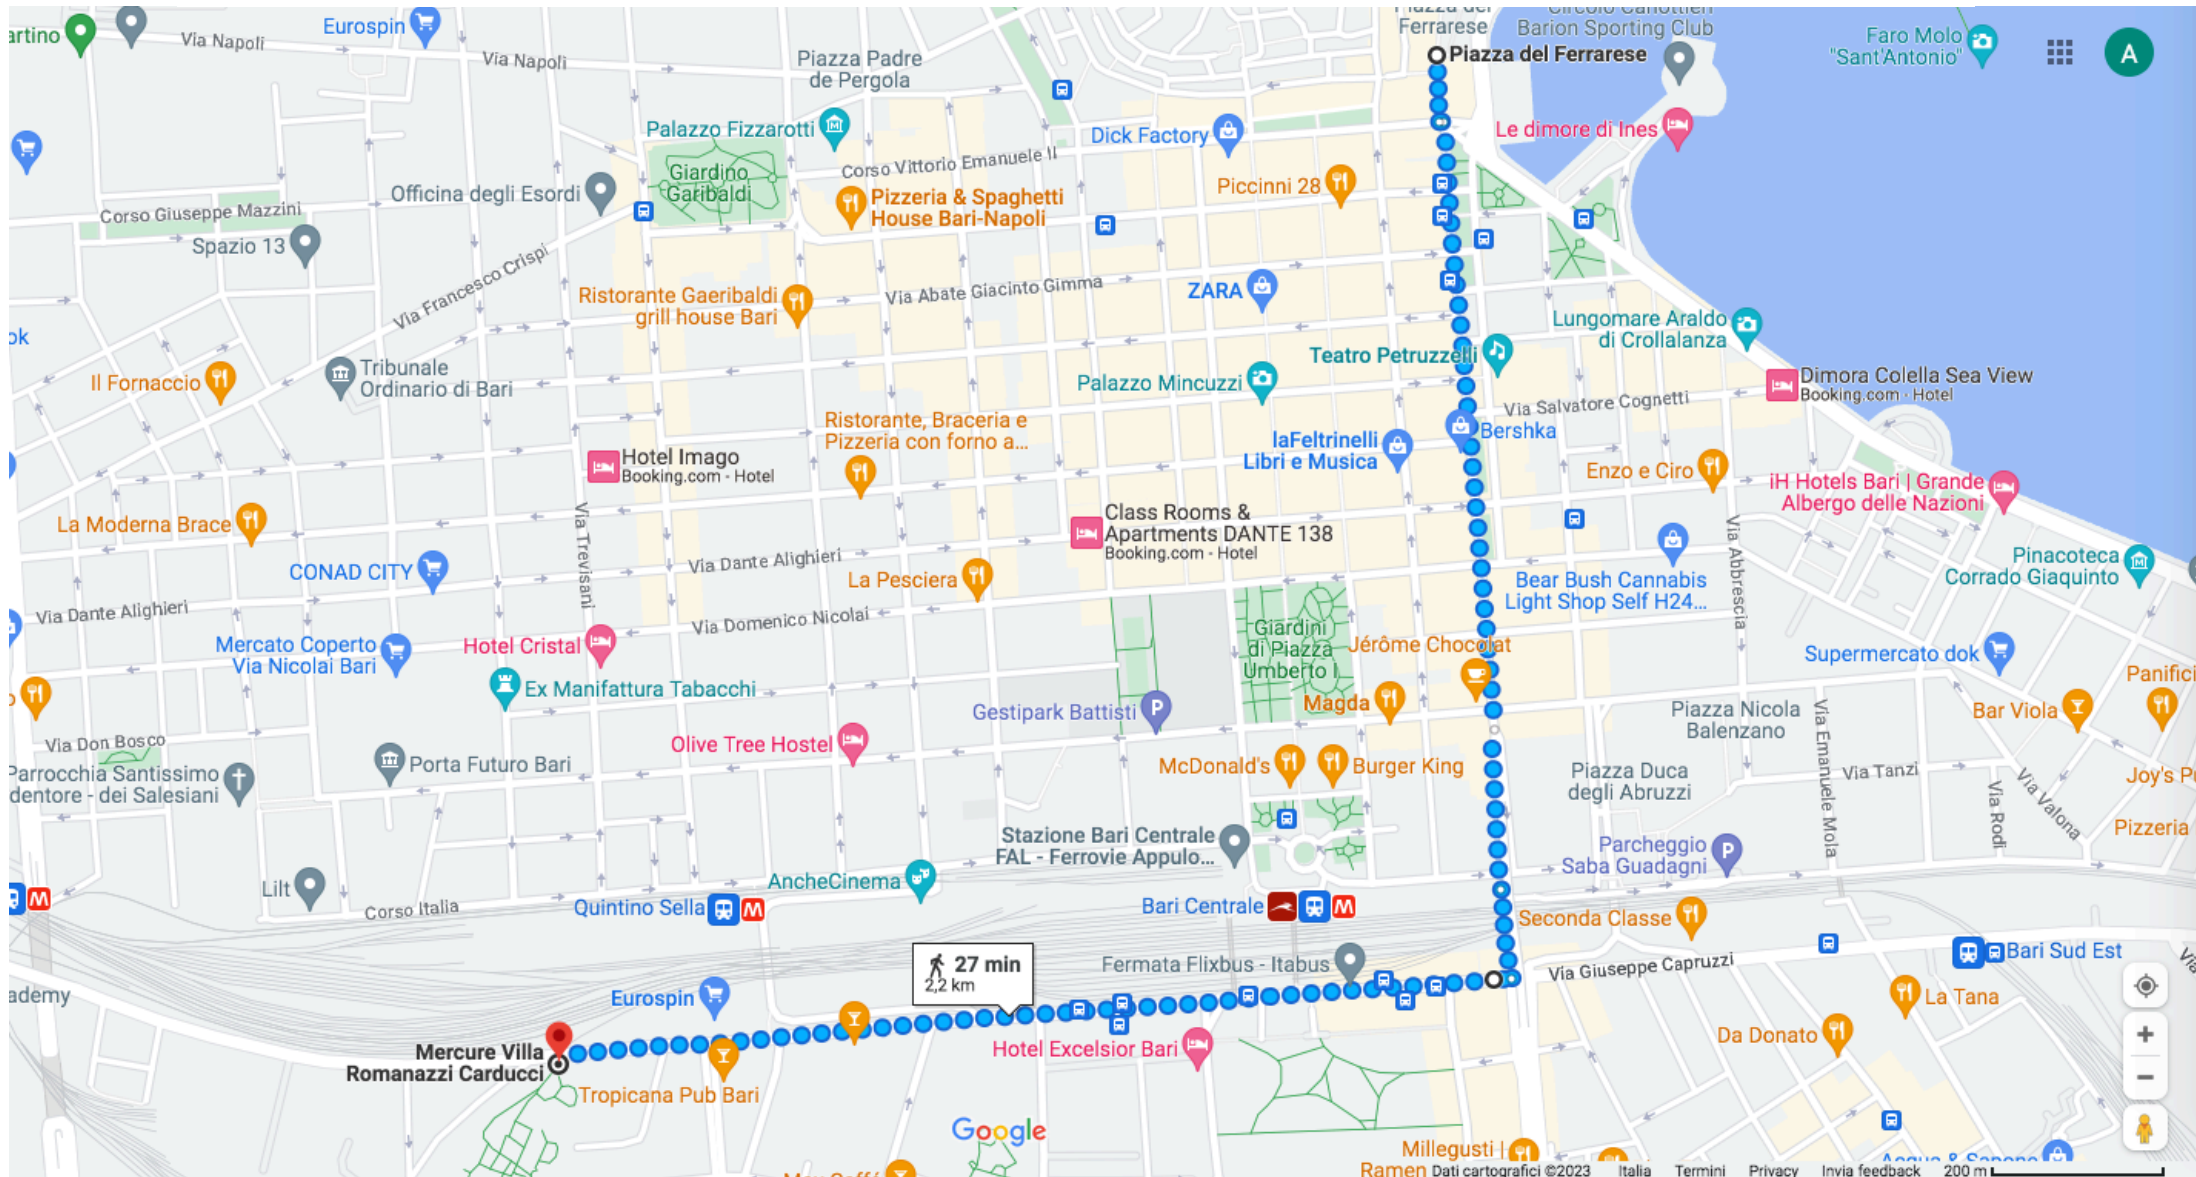 artino
Via Napoli
Eurospin
Via Napoli
Piazza Padre
de Pergola
Piazza del
Ferrarese
Circolo Canottieri
Barion Sporting Club
Piazza del Ferrarese
Faro Molo
"Sant'Antonio"
A
Palazzo Fizzarotti
Dick Factory
Le dimore di Ines
Corso Vittorio Emanuele II
Giardino
Garibaldi
Officina degli Esordi
Piccinni 28
Pizzeria & Spaghetti
House Bari-Napoli
Corso Giuseppe Mazzini
Spazio 13
Via Francesco Crispi
Ristorante Gaeribaldi
grill house Bari
Via Abate Giacinto Gimma
ZARA
Lungomare Araldo
di Crollalanza
ok
Teatro Petruzzelli
Tribunale
Ordinario di Bari
Il Fornaccio
Palazzo Mincuzzi
Dimora Colella Sea View
Booking.com - Hotel
Via Salvatore Cognetti
Ristorante, Braceria e
Pizzeria con forno a...
laFeltrinelli
Libri e Musica
Bershka
Hotel Imago
Booking.com - Hotel
Enzo e Ciro
iH Hotels Bari | Grande
Albergo delle Nazioni
La Moderna Brace
Via Trevisani
Class Rooms &
Apartments DANTE 138
Booking.com - Hotel
Via Abbrescia
Via Dante Alighieri
CONAD CITY
La Pesciera
Bear Bush Cannabis
Light Shop Self H24...
Pinacoteca
Corrado Giaquinto
Via Dante Alighieri
Via Domenico Nicolai
Mercato Coperto
Via Nicolai Bari
Hotel Cristal
Giardini
di Piazza
Umberto I
Jérôme Chocolat
Supermercato dok
Panifici
Ex Manifattura Tabacchi
o
Gestipark Battisti
P
Magda
Piazza Nicola
Balenzano
Via Emanuele Mola
Bar Viola
Via Don Bosco
Olive Tree Hostel
Porta Futuro Bari
McDonald's
Burger King
Piazza Duca
degli Abruzzi
Via Tanzi
Via Rodi
Via Valona
Joy's P
Parrocchia Santissimo
dentore - dei Salesiani
Pizzeria
Stazione Bari Centrale
FAL - Ferrovie Appulo...
Parcheggio
Saba Guadagni
P
Lilt
AncheCinema
M
Corso Italia
Quintino Sella
M
Bari Centrale
M
Seconda Classe
Bari Sud Est
Via
27 min
2,2 km
Fermata Flixbus - Itabus
Via Giuseppe Capruzzi
ademy
Eurospin
La Tana
Da Donato
Mercure Villa
Romanazzi Carducci
Hotel Excelsior Bari
Tropicana Pub Bari
Google
Millegusti |
Ramen
Max Caffé
Acqua & Sapone
Dati cartografici ©2023
Italia
Termini
Privacy
Invia feedback
200 m